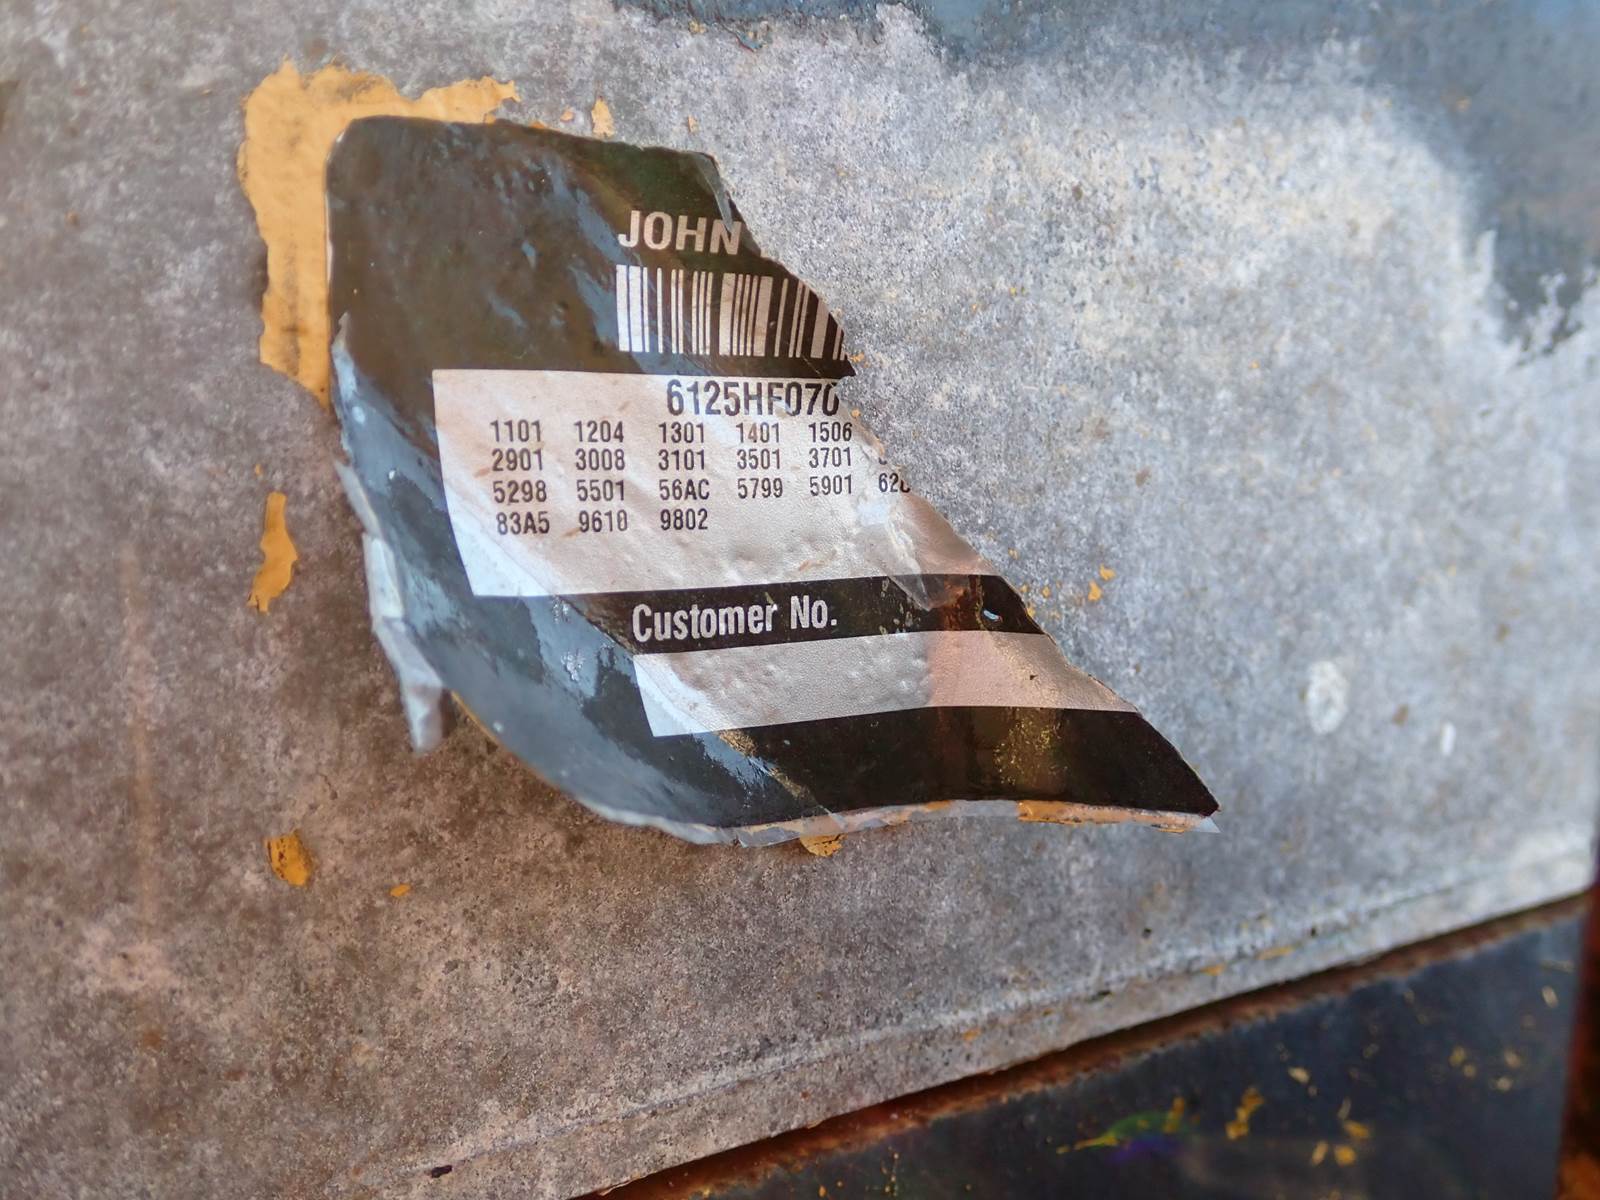 JOHN
6125HF070
1101 1204 1301 1401 1506
2901 3008 3101 3501 3701
5298 5501 56AC 5799 5901
83A5 9610 9802
Customer No.